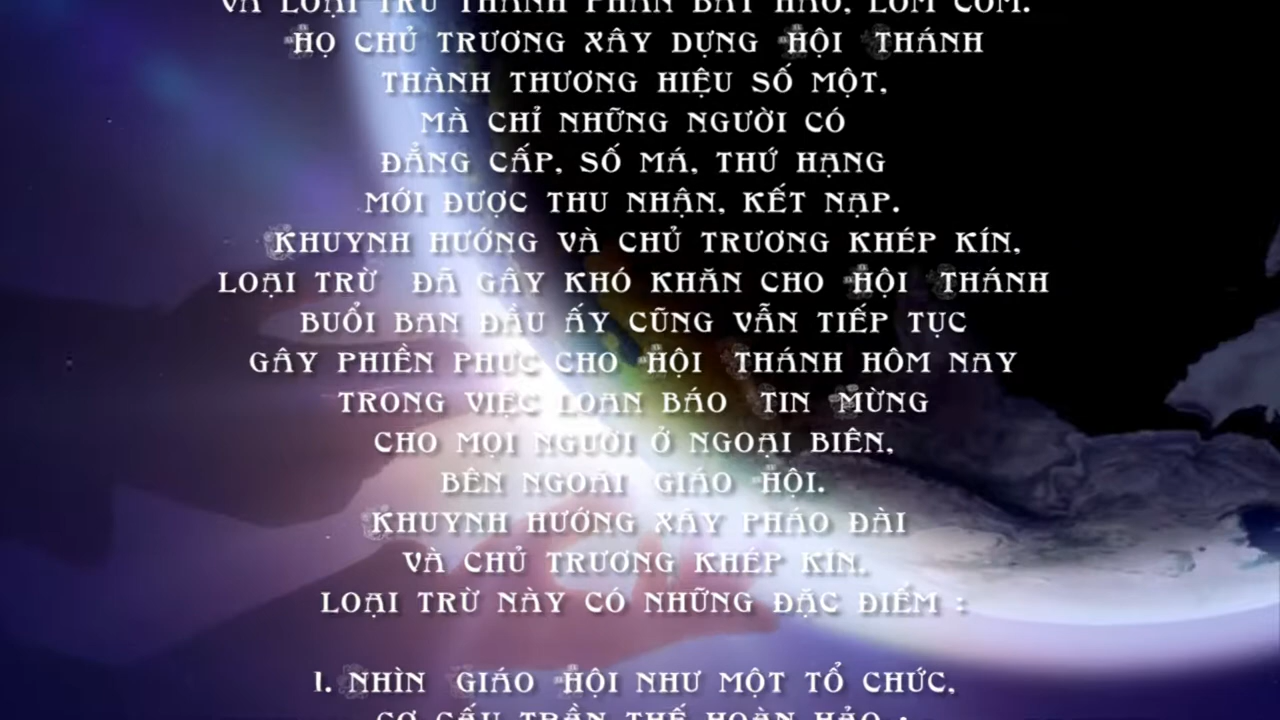 VÀ LOẠI TRỪ THÀNH PHẦN BẤT HẢO, LỒM CỒM.
HỌ CHỦ TRƯƠNG XÂY DỰNG HỘI THÁNH
THÀNH THƯƠNG HIỆU SỐ MỘT,
MÀ CHỈ NHỮNG NGƯỜI CÓ
ĐẲNG CẤP, SỐ MÁ, THỨ HẠNG
MỚI ĐƯỢC THU NHẬN, KẾT NẠP.
KHUYNH HƯỚNG VÀ CHỦ TRƯƠNG KHÉP KÍN,
LOẠI TRỪ ĐÃ GÂY KHÓ KHĂN CHO HỘI THÁNH
BUỔI BAN ĐẦU ẤY CŨNG VẪN TIẾP TỤC
GÂY PHIỀN PHỨC CHO HỘI THÁNH HÔM NAY
TRONG VIỆC LOAN BÁO TIN MỪNG
CHO MỌI NGƯỜI Ở NGOẠI BIÊN,
BÊN NGOÀI GIÁO HỘI.
KHUYNH HƯỚNG XÂY PHÁO ĐÀI
VÀ CHỦ TRƯƠNG KHÉP KÍN,
LOẠI TRỪ NÀY CÓ NHỮNG ĐẶC ĐIỂM :
1. NHÌN GIÁO HỘI NHƯ MỘT TỔ CHỨC,
CƠ CẤU TRẦN THẾ HOÀN HẢO :